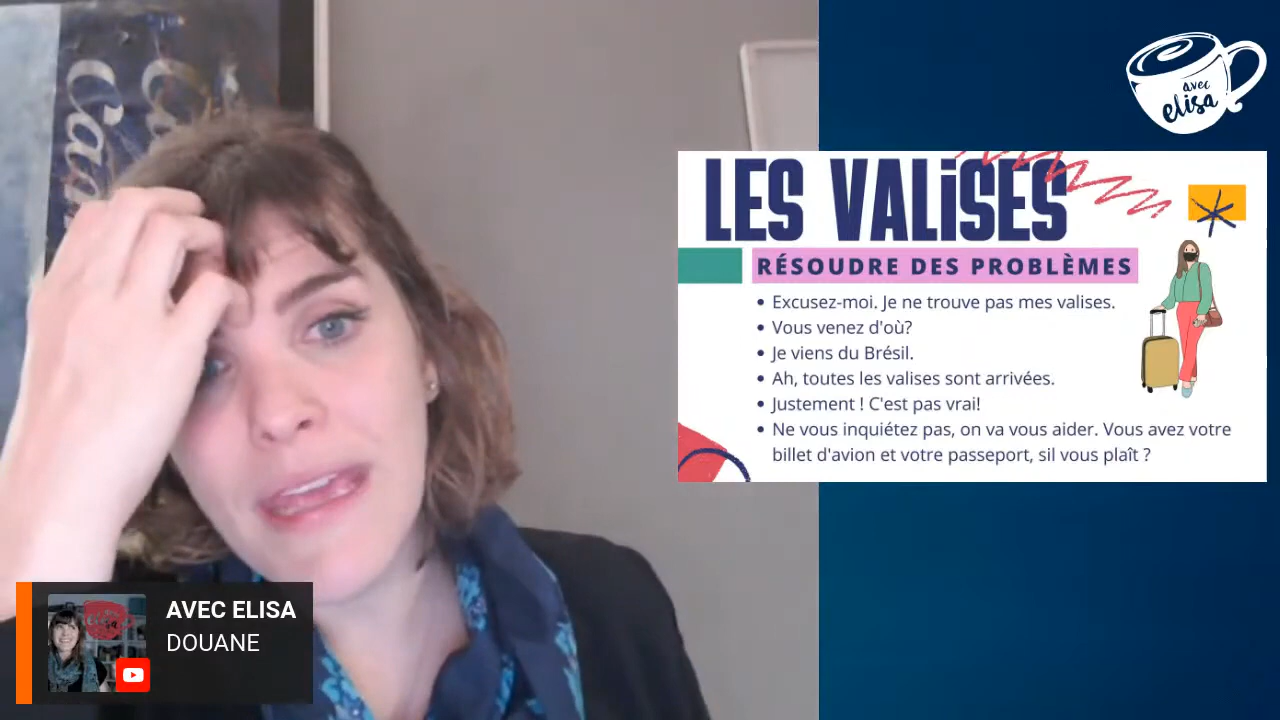 avec
elisa
LES VALiSES
RÉSOUDRE DES PROBLÈMES
• Excusez-moi. Je ne trouve pas mes valises.
• Vous venez d'où?
• Je viens du Brésil.
• Ah, toutes les valises sont arrivées.
• Justement ! C'est pas vrai!
• Ne vous inquiétez pas, on va vous aider. Vous avez votre
billet d'avion et votre passeport, sil vous plaît ?
AVEC ELISA
DOUANE